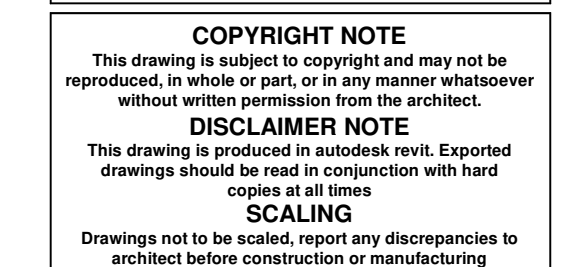 COPYRIGHT NOTE
This drawing is subject to copyright and may not be
reproduced, in whole or part, or in any manner whatsoever
without written permission from the architect.
DISCLAIMER NOTE
This drawing is produced in autodesk revit. Exported
drawings should be read in conjunction with hard
copies at all times
SCALING
Drawings not to be scaled, report any discrepancies to
architect before construction or manufacturing